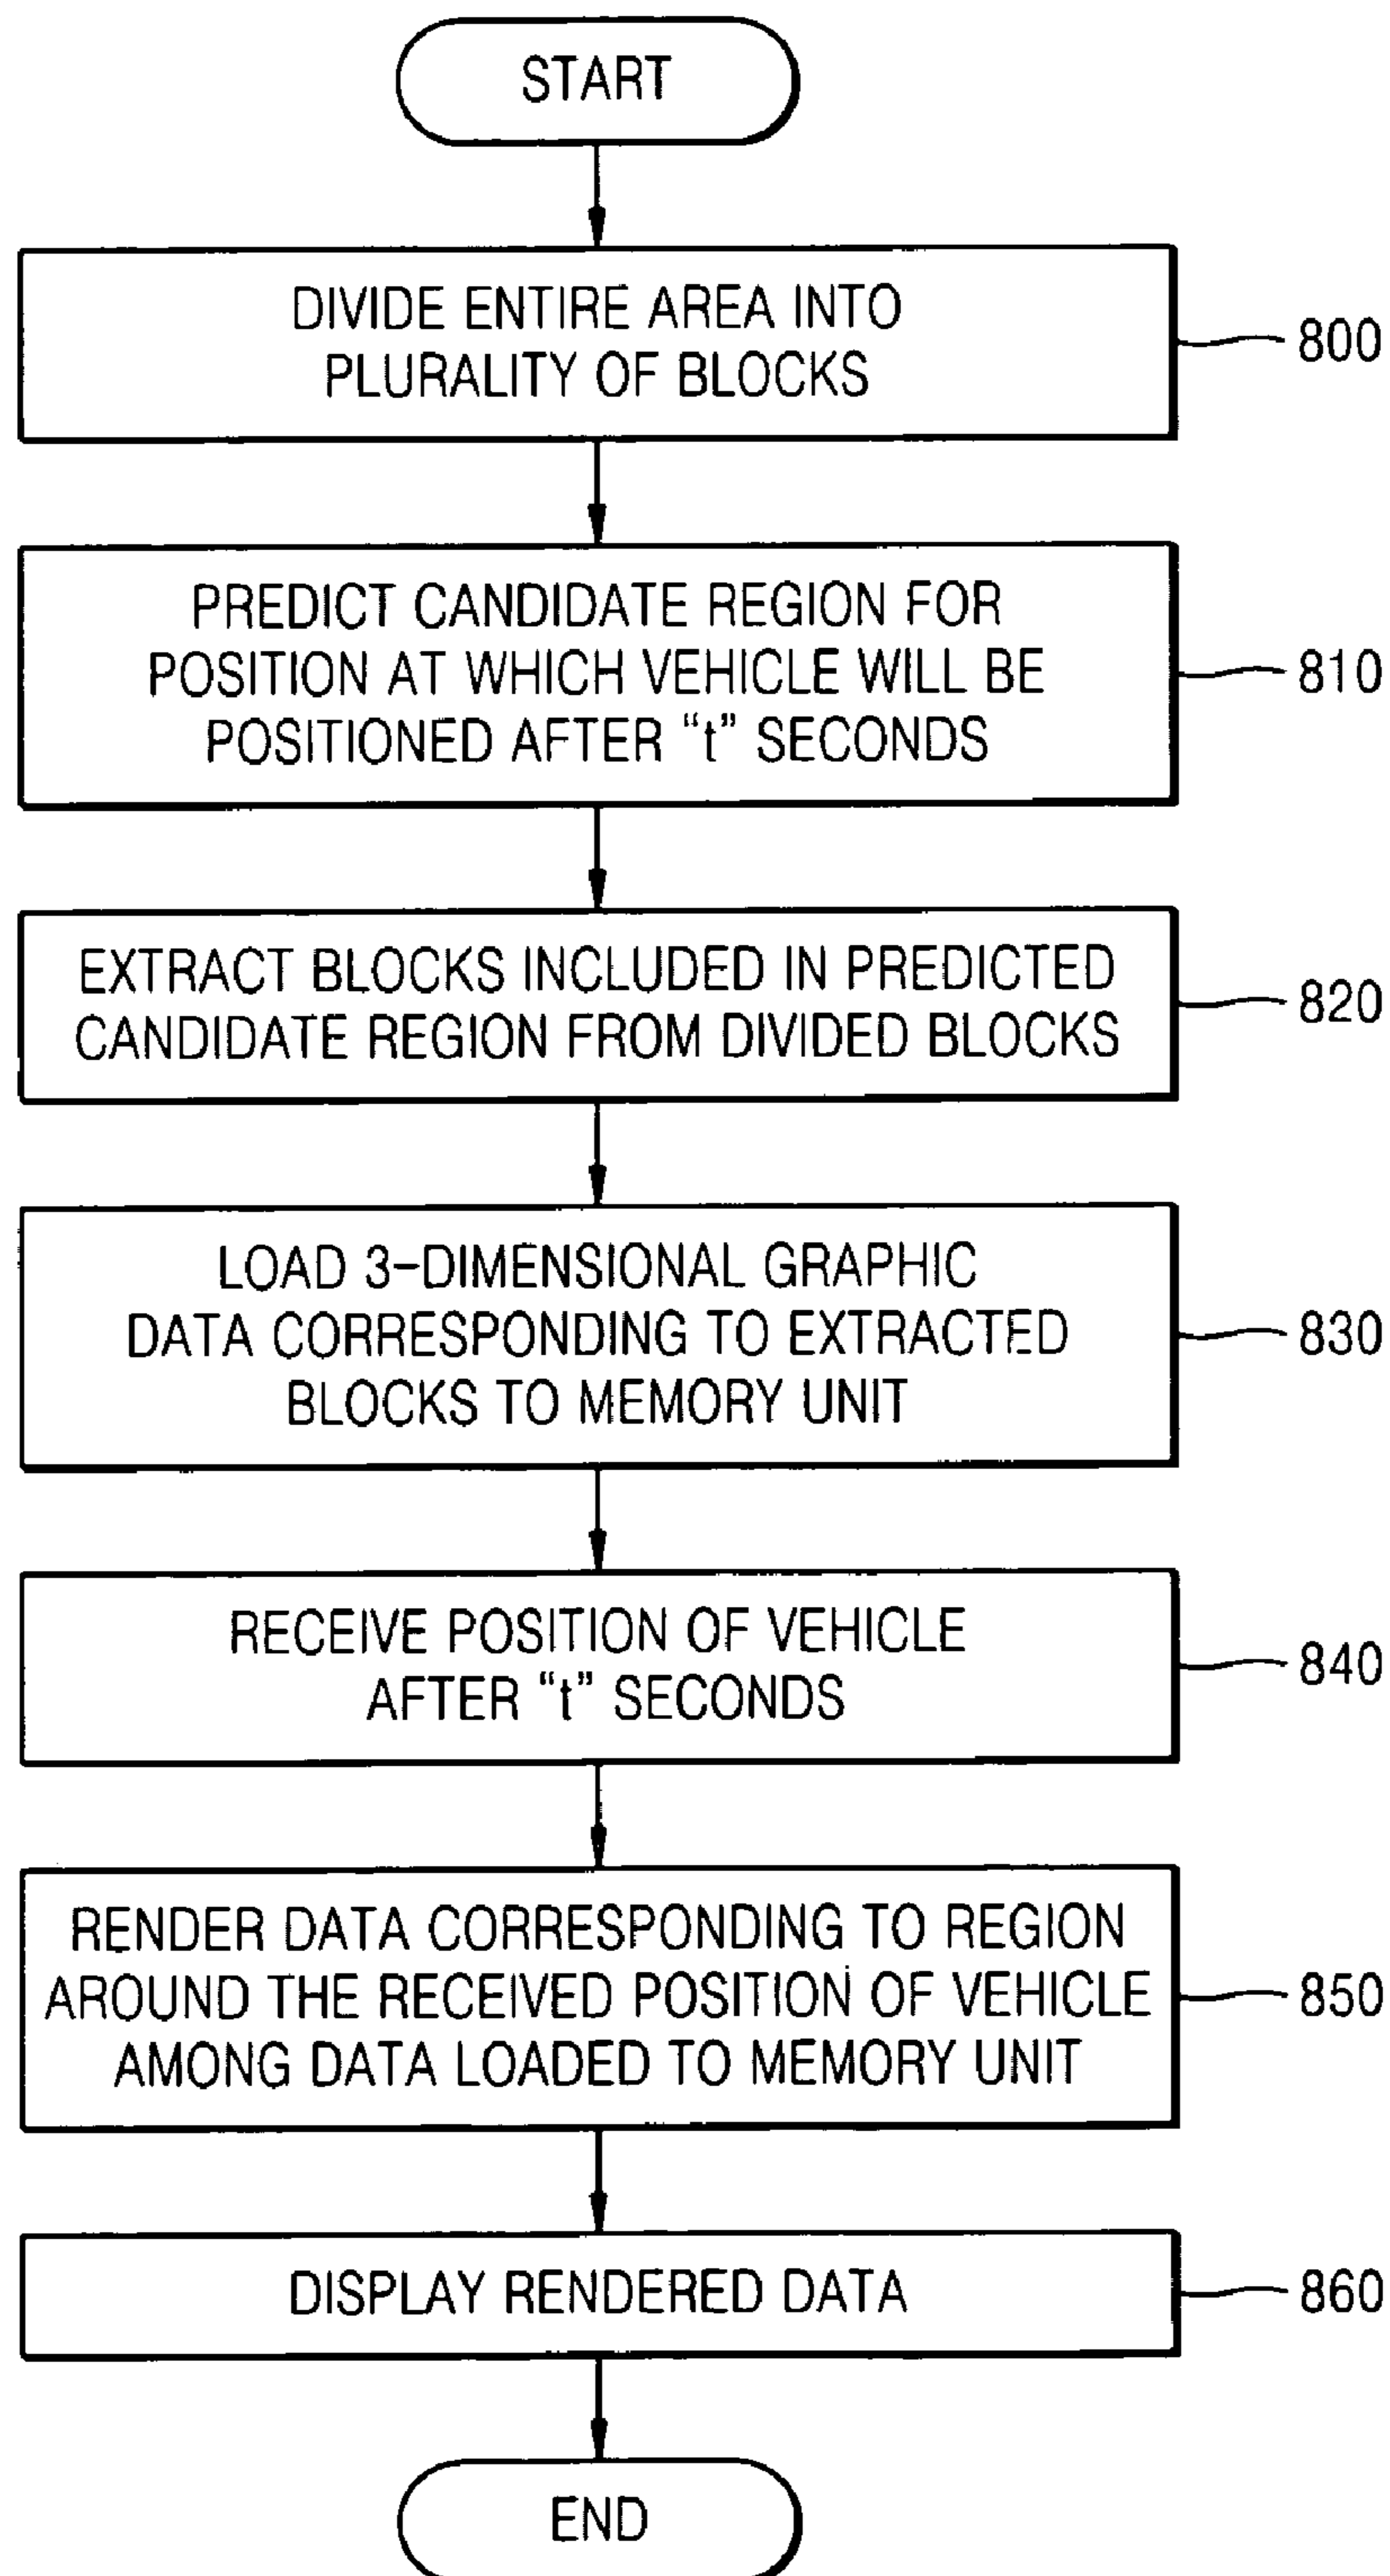 START
DIVIDE ENTIRE AREA INTO
PLURALITY OF BLOCKS
800
PREDICT CANDIDATE REGION FOR
POSITION AT WHICH VEHICLE WILL BE
POSITIONED AFTER “t” SECONDS
810
EXTRACT BLOCKS INCLUDED IN PREDICTED
CANDIDATE REGION FROM DIVIDED BLOCKS
820
LOAD 3-DIMENSIONAL GRAPHIC
DATA CORRESPONDING TO EXTRACTED
BLOCKS TO MEMORY UNIT
830
RECEIVE POSITION OF VEHICLE
AFTER “t” SECONDS
840
RENDER DATA CORRESPONDING TO REGION
AROUND THE RECEIVED POSITION OF VEHICLE
AMONG DATA LOADED TO MEMORY UNIT
850
DISPLAY RENDERED DATA
860
END